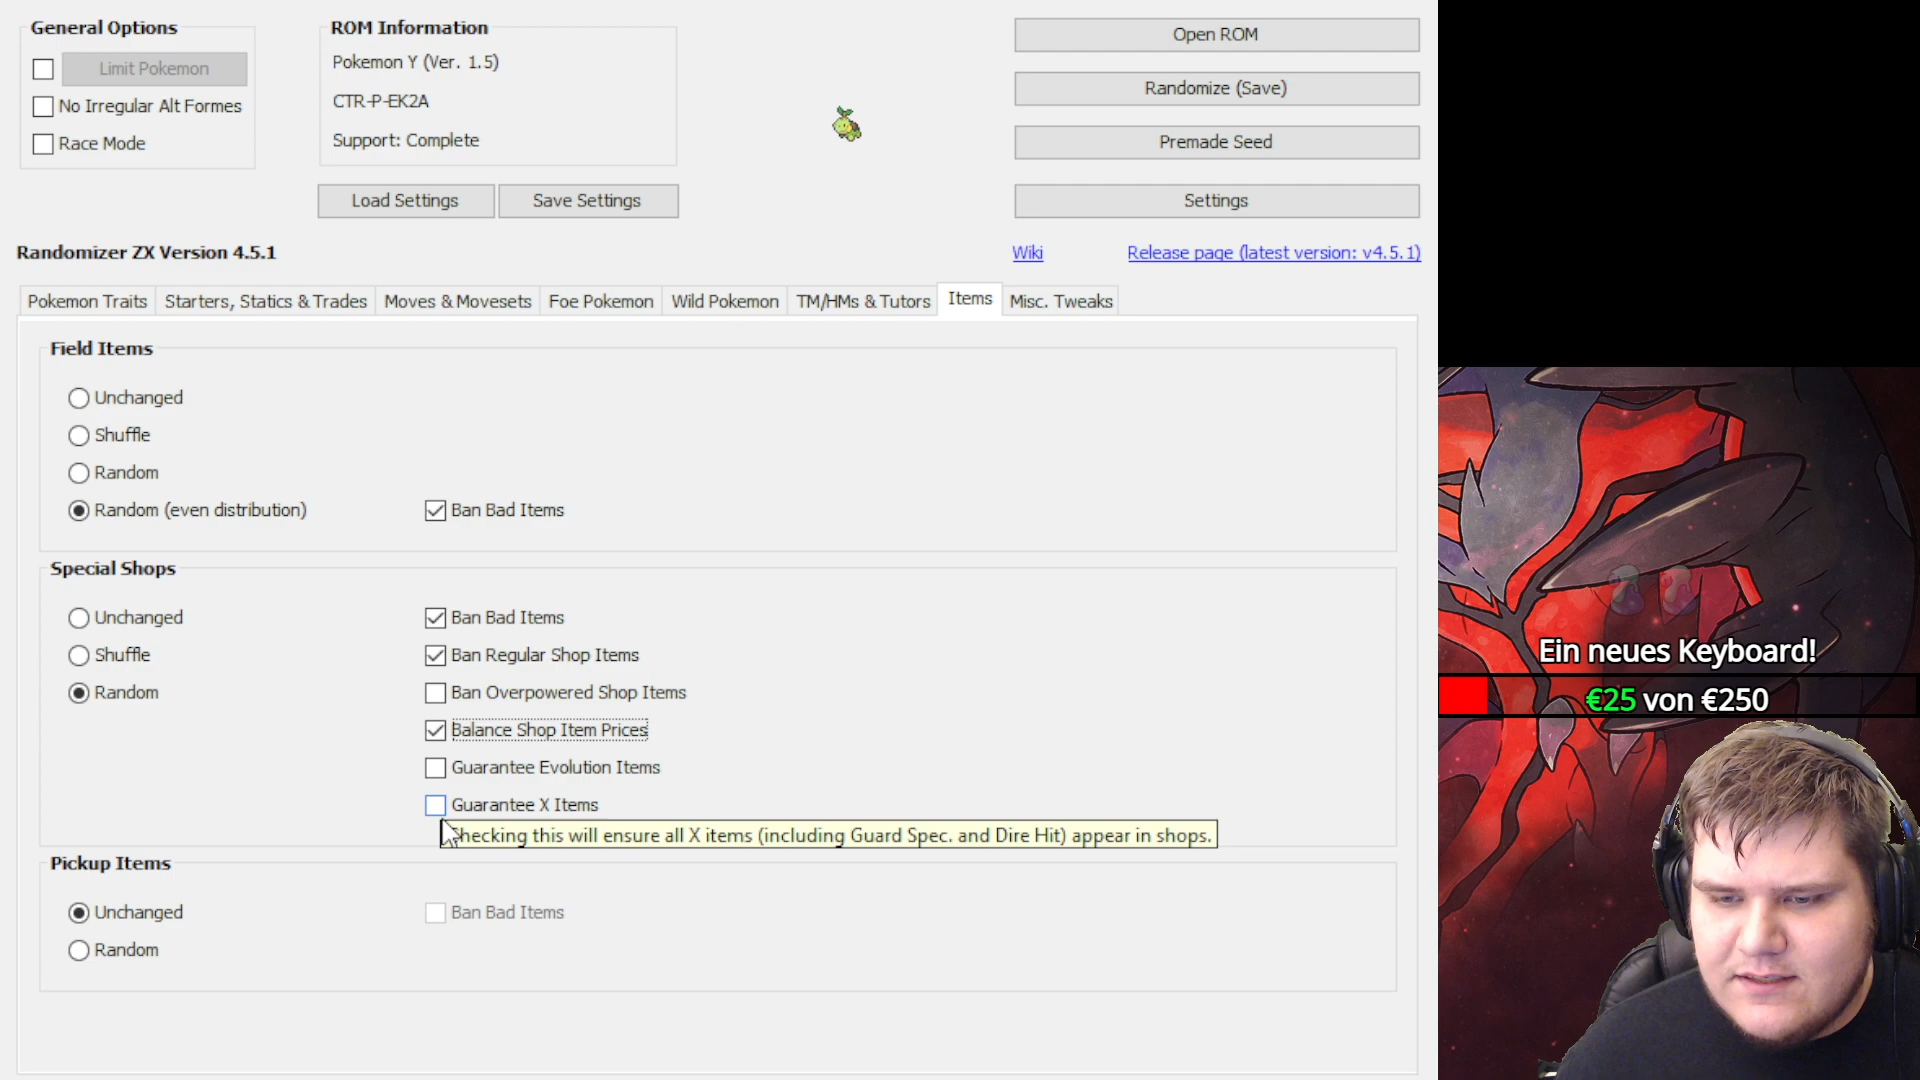 General Options
Limit Pokemon
No Irregular Alt Formes
Race Mode
ROM Information
Pokemon Y (Ver. 1.5)
CTR-P-EK2A
Support: Complete
Load Settings
Save Settings
Open ROM
Randomize (Save)
Premade Seed
Settings
Randomizer ZX Version 4.5.1
Wiki
Release page (latest version: v4.5.1)
Pokemon Traits
Starters, Statics & Trades
Moves & Movesets
Foe Pokemon
Wild Pokemon
TM/HMs & Tutors
Items
Misc. Tweaks
Field Items
Unchanged
Shuffle
Random
Random (even distribution)
Ban Bad Items
Special Shops
Unchanged
Shuffle
Random
Ban Bad Items
Ban Regular Shop Items
Ban Overpowered Shop Items
Balance Shop Item Prices
Guarantee Evolution Items
Guarantee X Items
Checking this will ensure all X items (including Guard Spec. and Dire Hit) appear in shops.
Pickup Items
Unchanged
Random
Ban Bad Items
Ein neues Keyboard!
€25 von €250